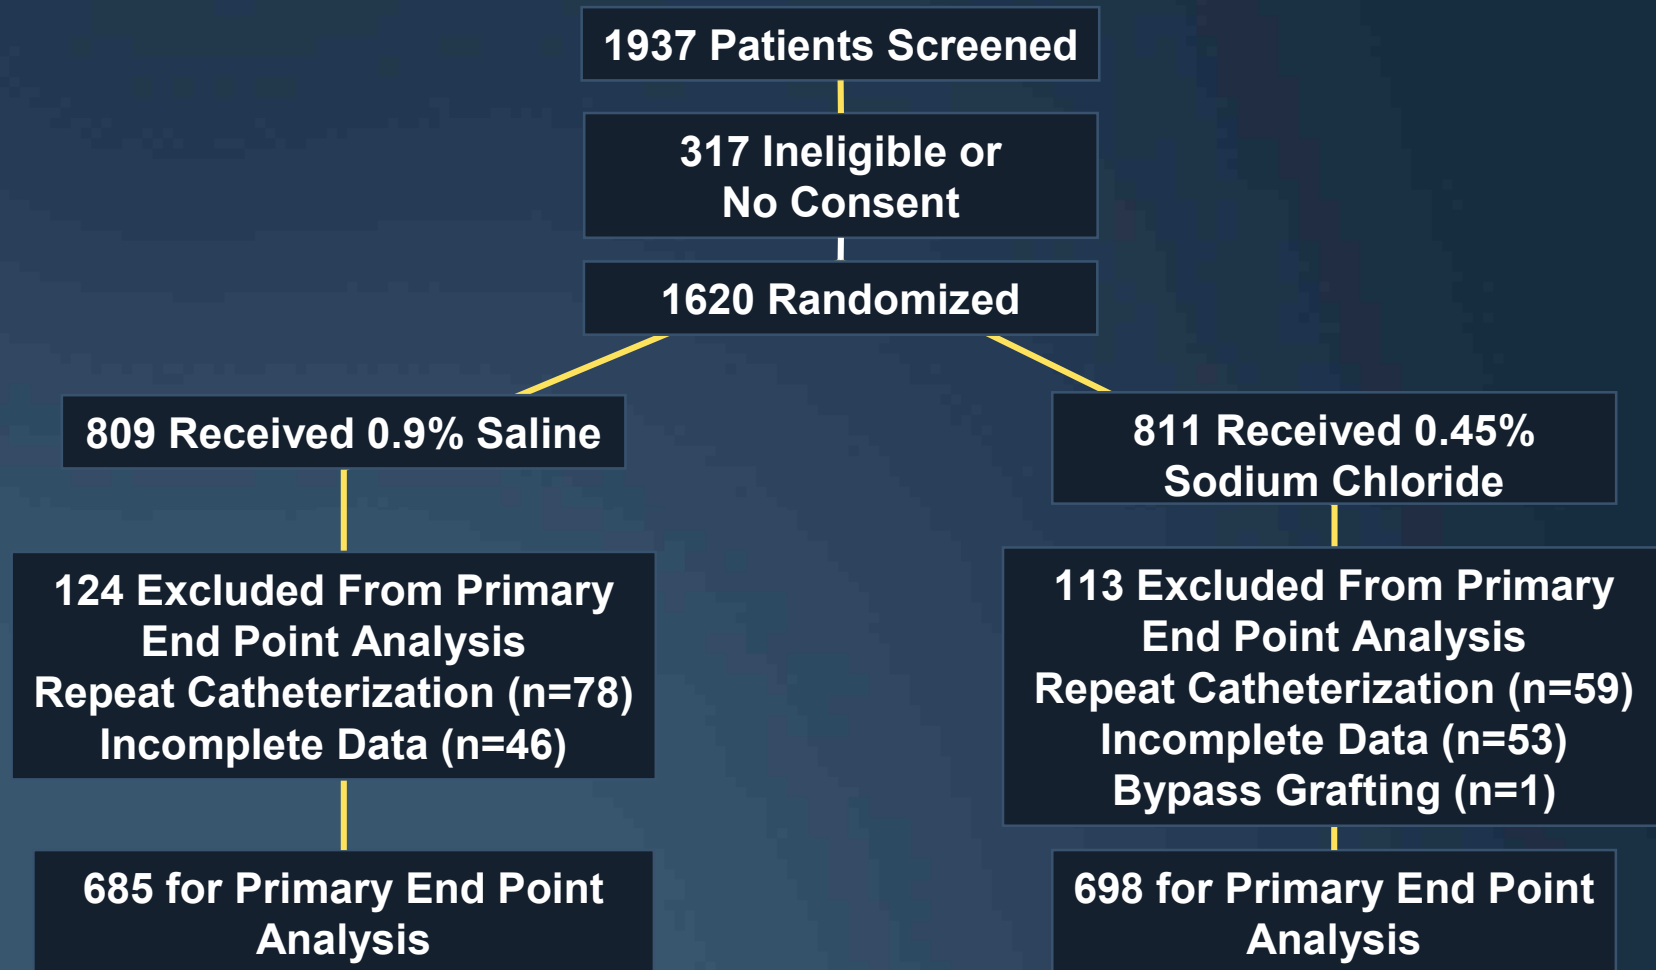 1937 Patients Screened
317 Ineligible or
No Consent
1620 Randomized
809 Received 0.9% Saline
811 Received 0.45%
Sodium Chloride
124 Excluded From Primary
End Point Analysis
Repeat Catheterization (n=78)
Incomplete Data (n=46)
113 Excluded From Primary
End Point Analysis
Repeat Catheterization (n=59)
Incomplete Data (n=53)
Bypass Grafting (n=1)
685 for Primary End Point
Analysis
698 for Primary End Point
Analysis